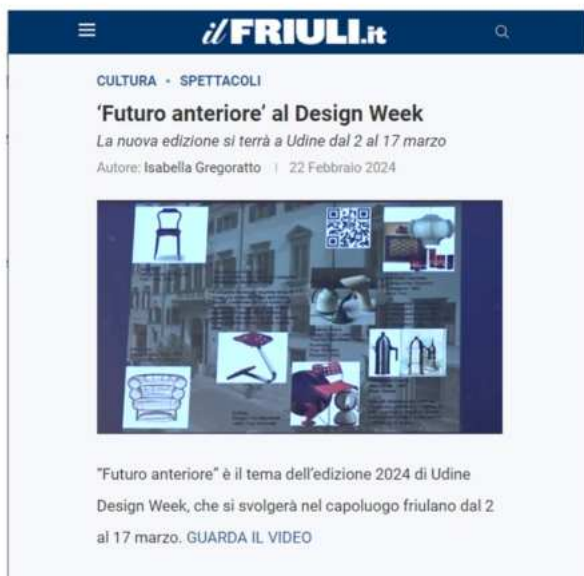 il FRIULI.it
CULTURA • SPETTACOLI
‘Futuro anteriore’ al Design Week
La nuova edizione si terrà a Udine dal 2 al 17 marzo
Autore: Isabella Gregoratto | 22 Febbraio 2024
“Futuro anteriore” è il tema dell’edizione 2024 di Udine
Design Week, che si svolgerà nel capoluogo friulano dal 2
al 17 marzo. GUARDA IL VIDEO